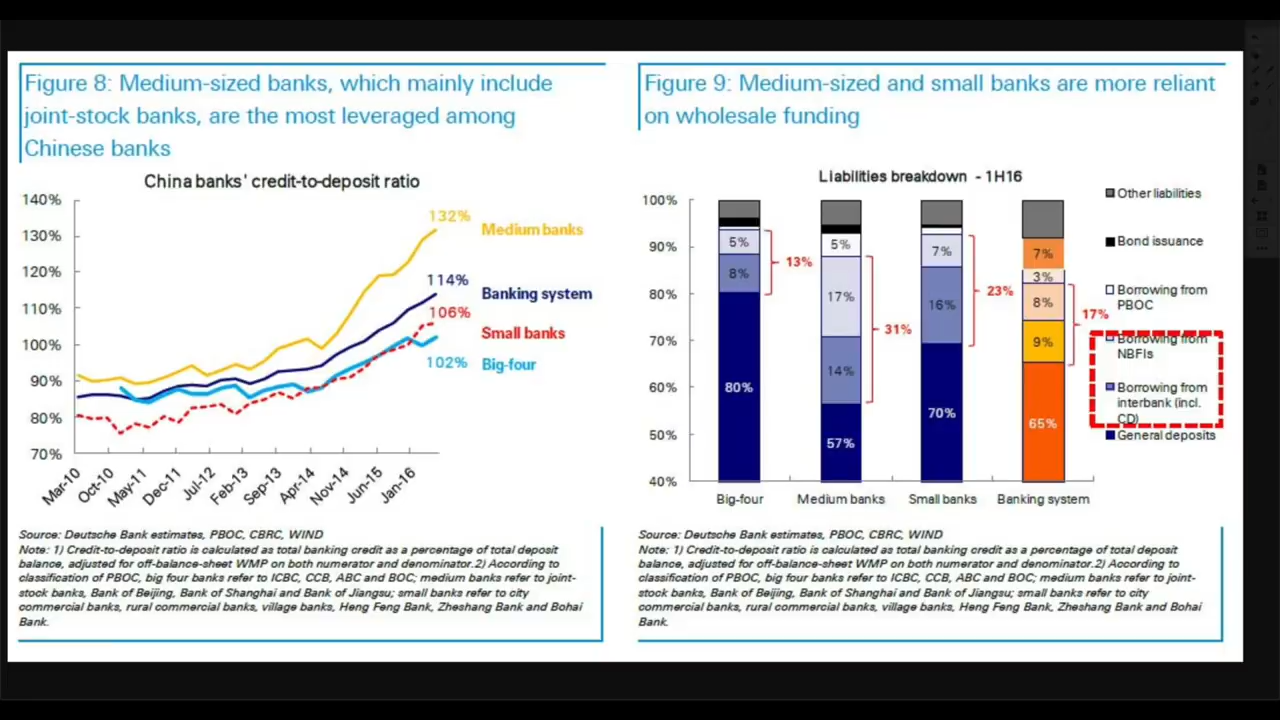 Figure 8: Medium-sized banks, which mainly include
joint-stock banks, are the most leveraged among
Chinese banks
China banks' credit-to-deposit ratio
140%
130%
120%
110%
100%
90%
80%
70%
132%
Medium banks
114%
Banking system
106%
Small banks
102%
Big-four
Mar-10
Oct-10
May-11
Dec-11
Jul-12
Feb-13
Sep-13
Apr-14
Nov-14
Jun-15
Jan-16
Source: Deutsche Bank estimates, PBOC, CBRC, WIND
Note: 1) Credit-to-deposit ratio is calculated as total banking credit as a percentage of total deposit
balance, adjusted for off-balance-sheet WMP on both numerator and denominator.2) According to
classification of PBOC, big four banks refer to ICBC, CCB, ABC and BOC; medium banks refer to joint-
stock banks, Bank of Beijing, Bank of Shanghai and Bank of Jiangsu; small banks refer to city
commercial banks, rural commercial banks, village banks, Heng Feng Bank, Zheshang Bank and Bohai
Bank.
Figure 9: Medium-sized and small banks are more reliant
on wholesale funding
Liabilities breakdown - 1H16
100%
90%
80%
70%
60%
50%
40%
5%
8%
80%
13%
5%
17%
14%
57%
31%
7%
16%
70%
23%
7%
3%
8%
9%
65%
17%
Big-four
Medium banks
Small banks
Banking system
Other liabilities
Bond issuance
Borrowing from
PBOC
Borrowing from
NBFIs
Borrowing from
interbank (incl.
CD)
General deposits
Source: Deutsche Bank estimates, PBOC, CBRC, WIND
Note: 1) Credit-to-deposit ratio is calculated as total banking credit as a percentage of total deposit
balance, adjusted for off-balance-sheet WMP on both numerator and denominator.2) According to
classification of PBOC, big four banks refer to ICBC, CCB, ABC and BOC; medium banks refer to joint-
stock banks, Bank of Beijing, Bank of Shanghai and Bank of Jiangsu; small banks refer to city
commercial banks, rural commercial banks, village banks, Heng Feng Bank, Zheshang Bank and Bohai
Bank.